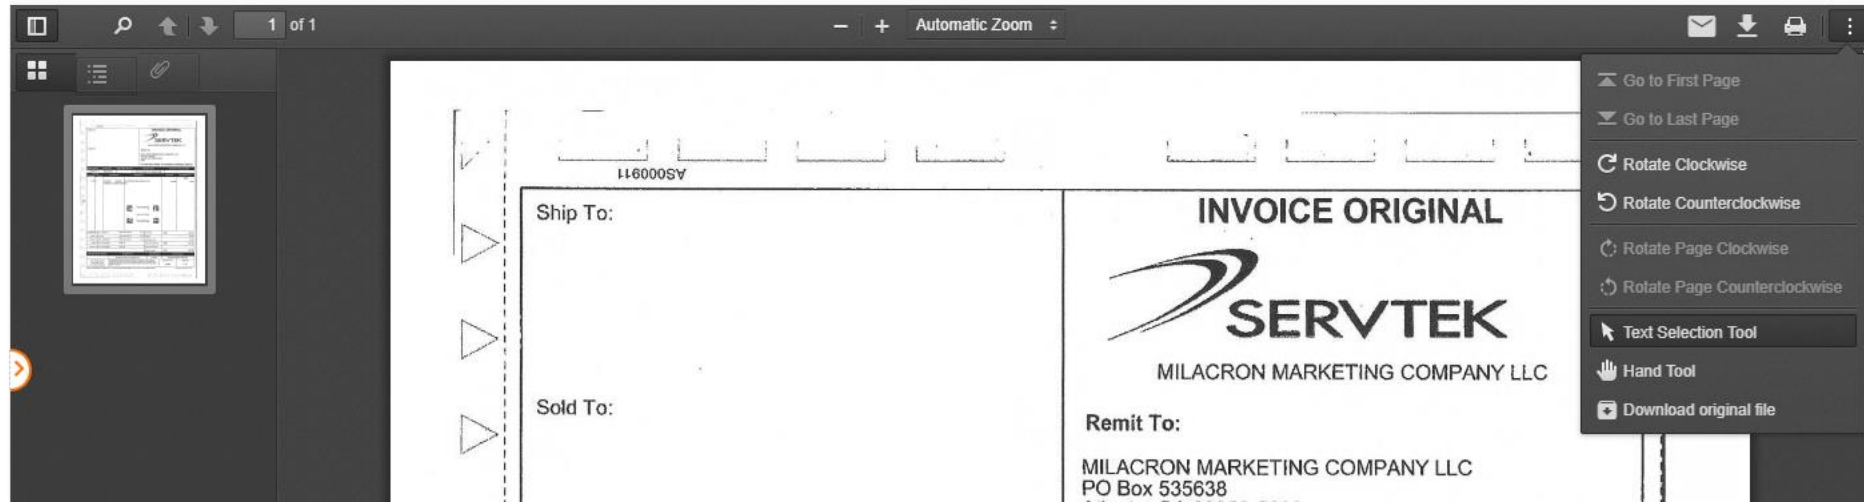 1 of 1
Automatic Zoom
Go to First Page
Go to Last Page
Rotate Clockwise
Rotate Counterclockwise
Rotate Page Clockwise
Rotate Page Counterclockwise
Text Selection Tool
Hand Tool
Download original file
AS000911
Ship To:
Sold To:
INVOICE ORIGINAL
SERVTEK
MILACRON MARKETING COMPANY LLC
Remit To:
MILACRON MARKETING COMPANY LLC
PO Box 535638